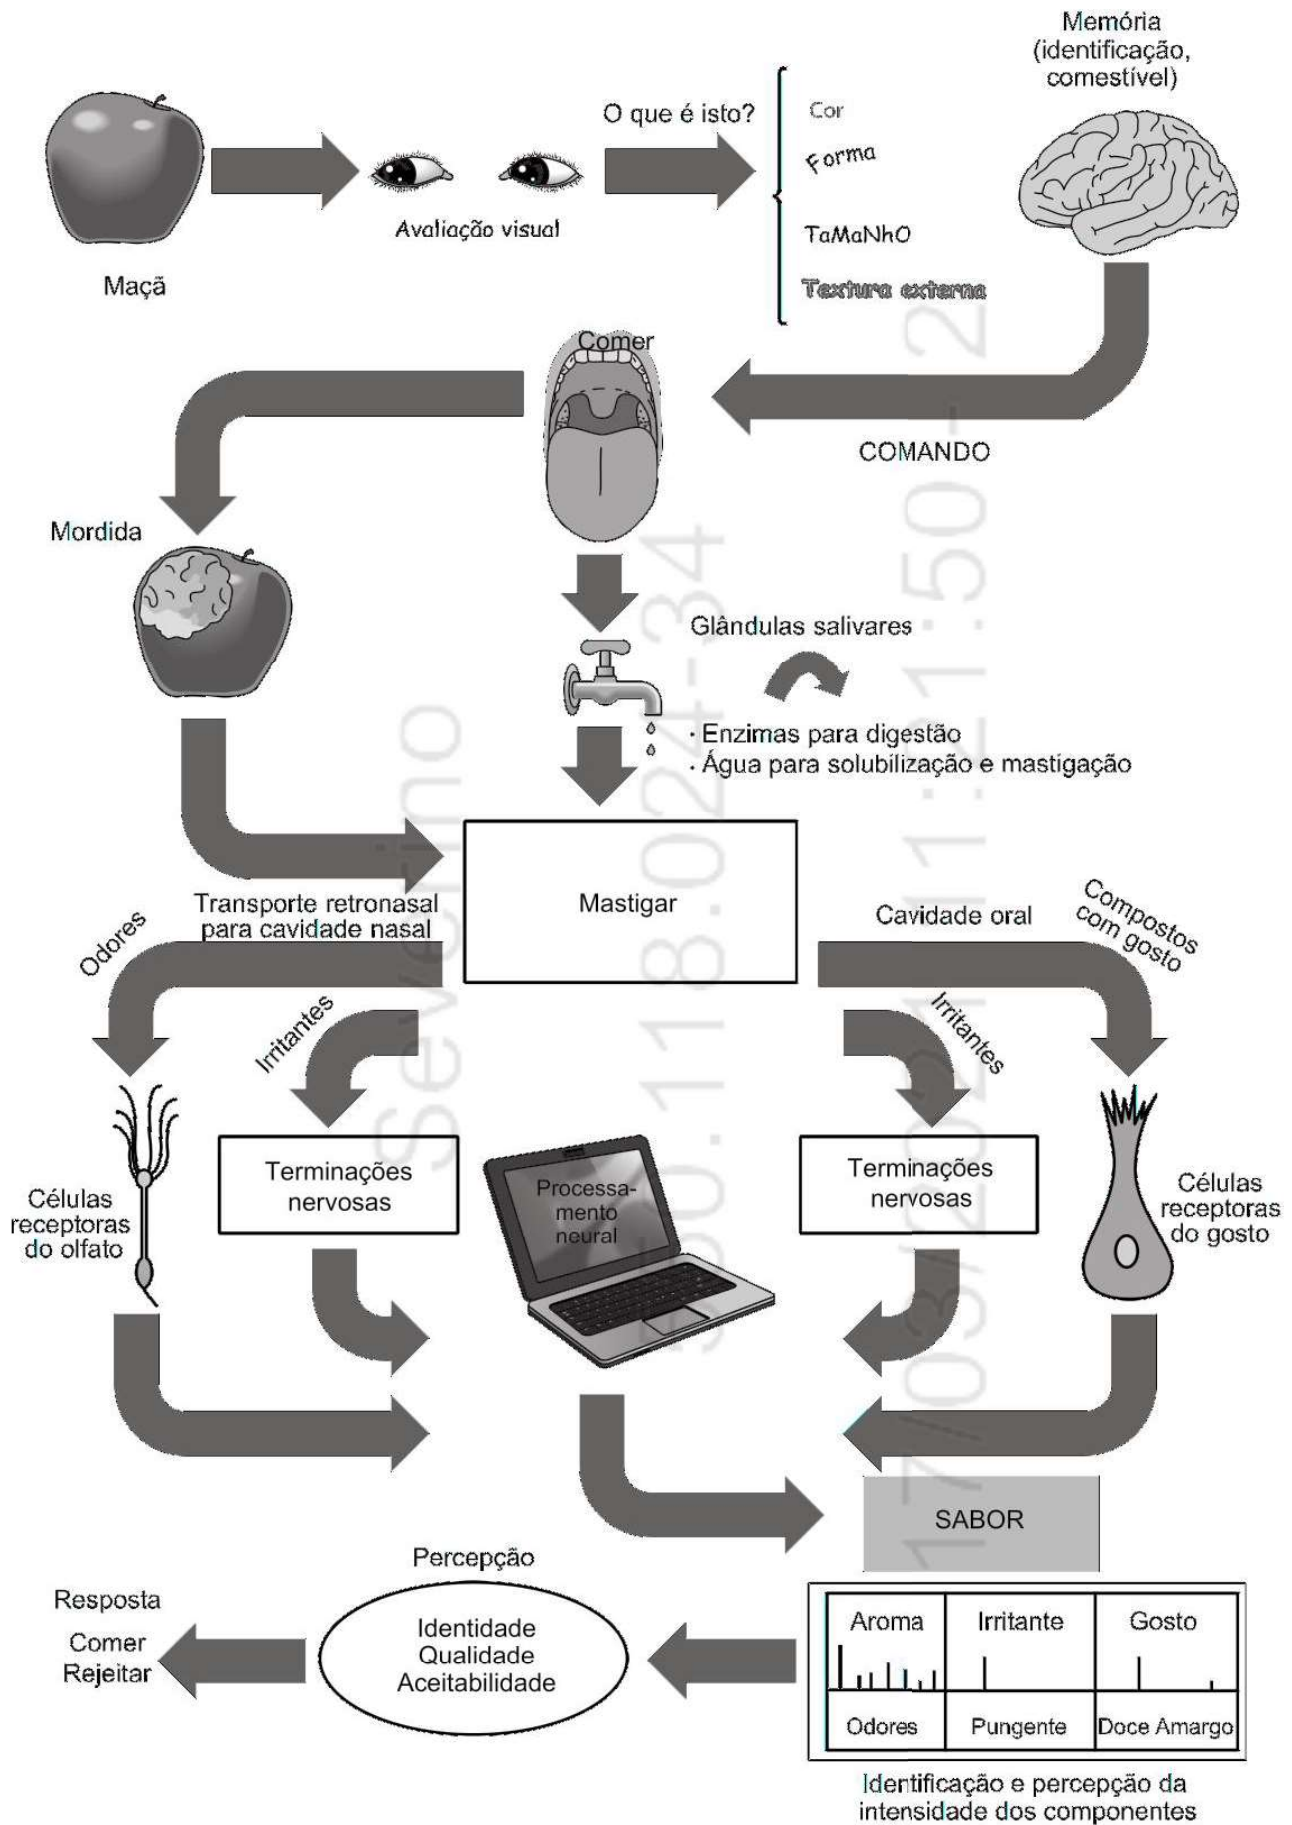 Memória
(identificação,
comestível)
O que é isto?
Cor
Forma
TaMaNhO
Textura externa
Avaliação visual
Maçã
Comer
COMANDO
Mordida
Glândulas salivares
· Enzimas para digestão
· Água para solubilização e mastigação
Mastigar
Transporte retronasal
para cavidade nasal
Odores
Irritantes
Cavidade oral
Compostos
com gosto
Irritantes
Terminações
nervosas
Processa-
mento
neural
Terminações
nervosas
Células
receptoras
do olfato
Células
receptoras
do gosto
SABOR
Percepção
Identidade
Qualidade
Aceitabilidade
Resposta
Comer
Rejeitar
Aroma Irritante Gosto
Odores Pungente Doce Amargo
Identificação e percepção da
intensidade dos componentes
Severino